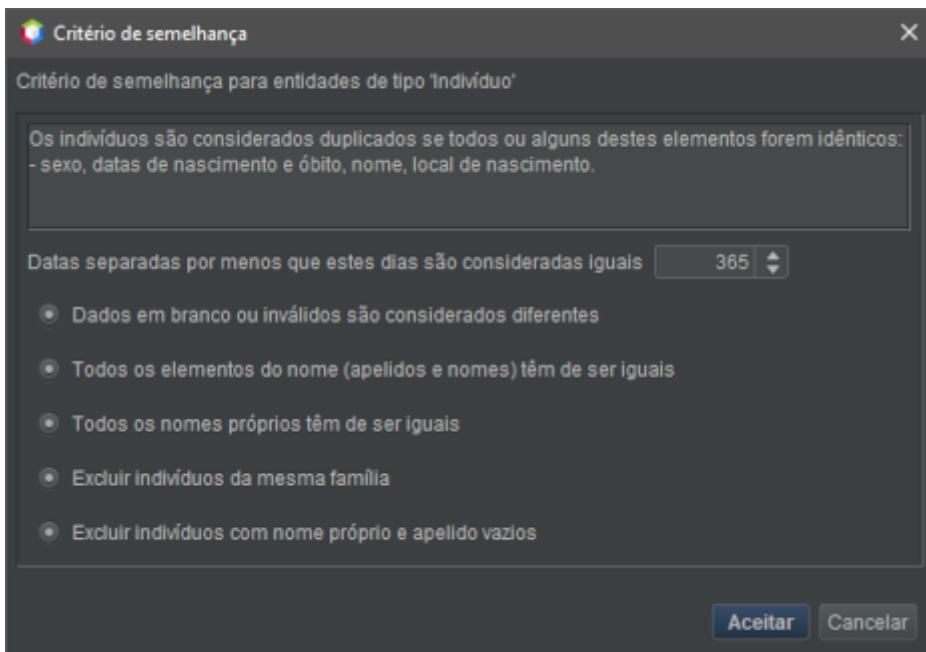 Critério de semelhança
Critério de semelhança para entidades de tipo 'Indivíduo'
Os indivíduos são considerados duplicados se todos ou alguns destes elementos forem idênticos:
- sexo, datas de nascimento e óbito, nome, local de nascimento.
Datas separadas por menos que estes dias são consideradas iguais 365
Dados em branco ou inválidos são considerados diferentes
Todos os elementos do nome (apelidos e nomes) têm de ser iguais
Todos os nomes próprios têm de ser iguais
Excluir indivíduos da mesma família
Excluir indivíduos com nome próprio e apelido vazios
Aceitar Cancelar